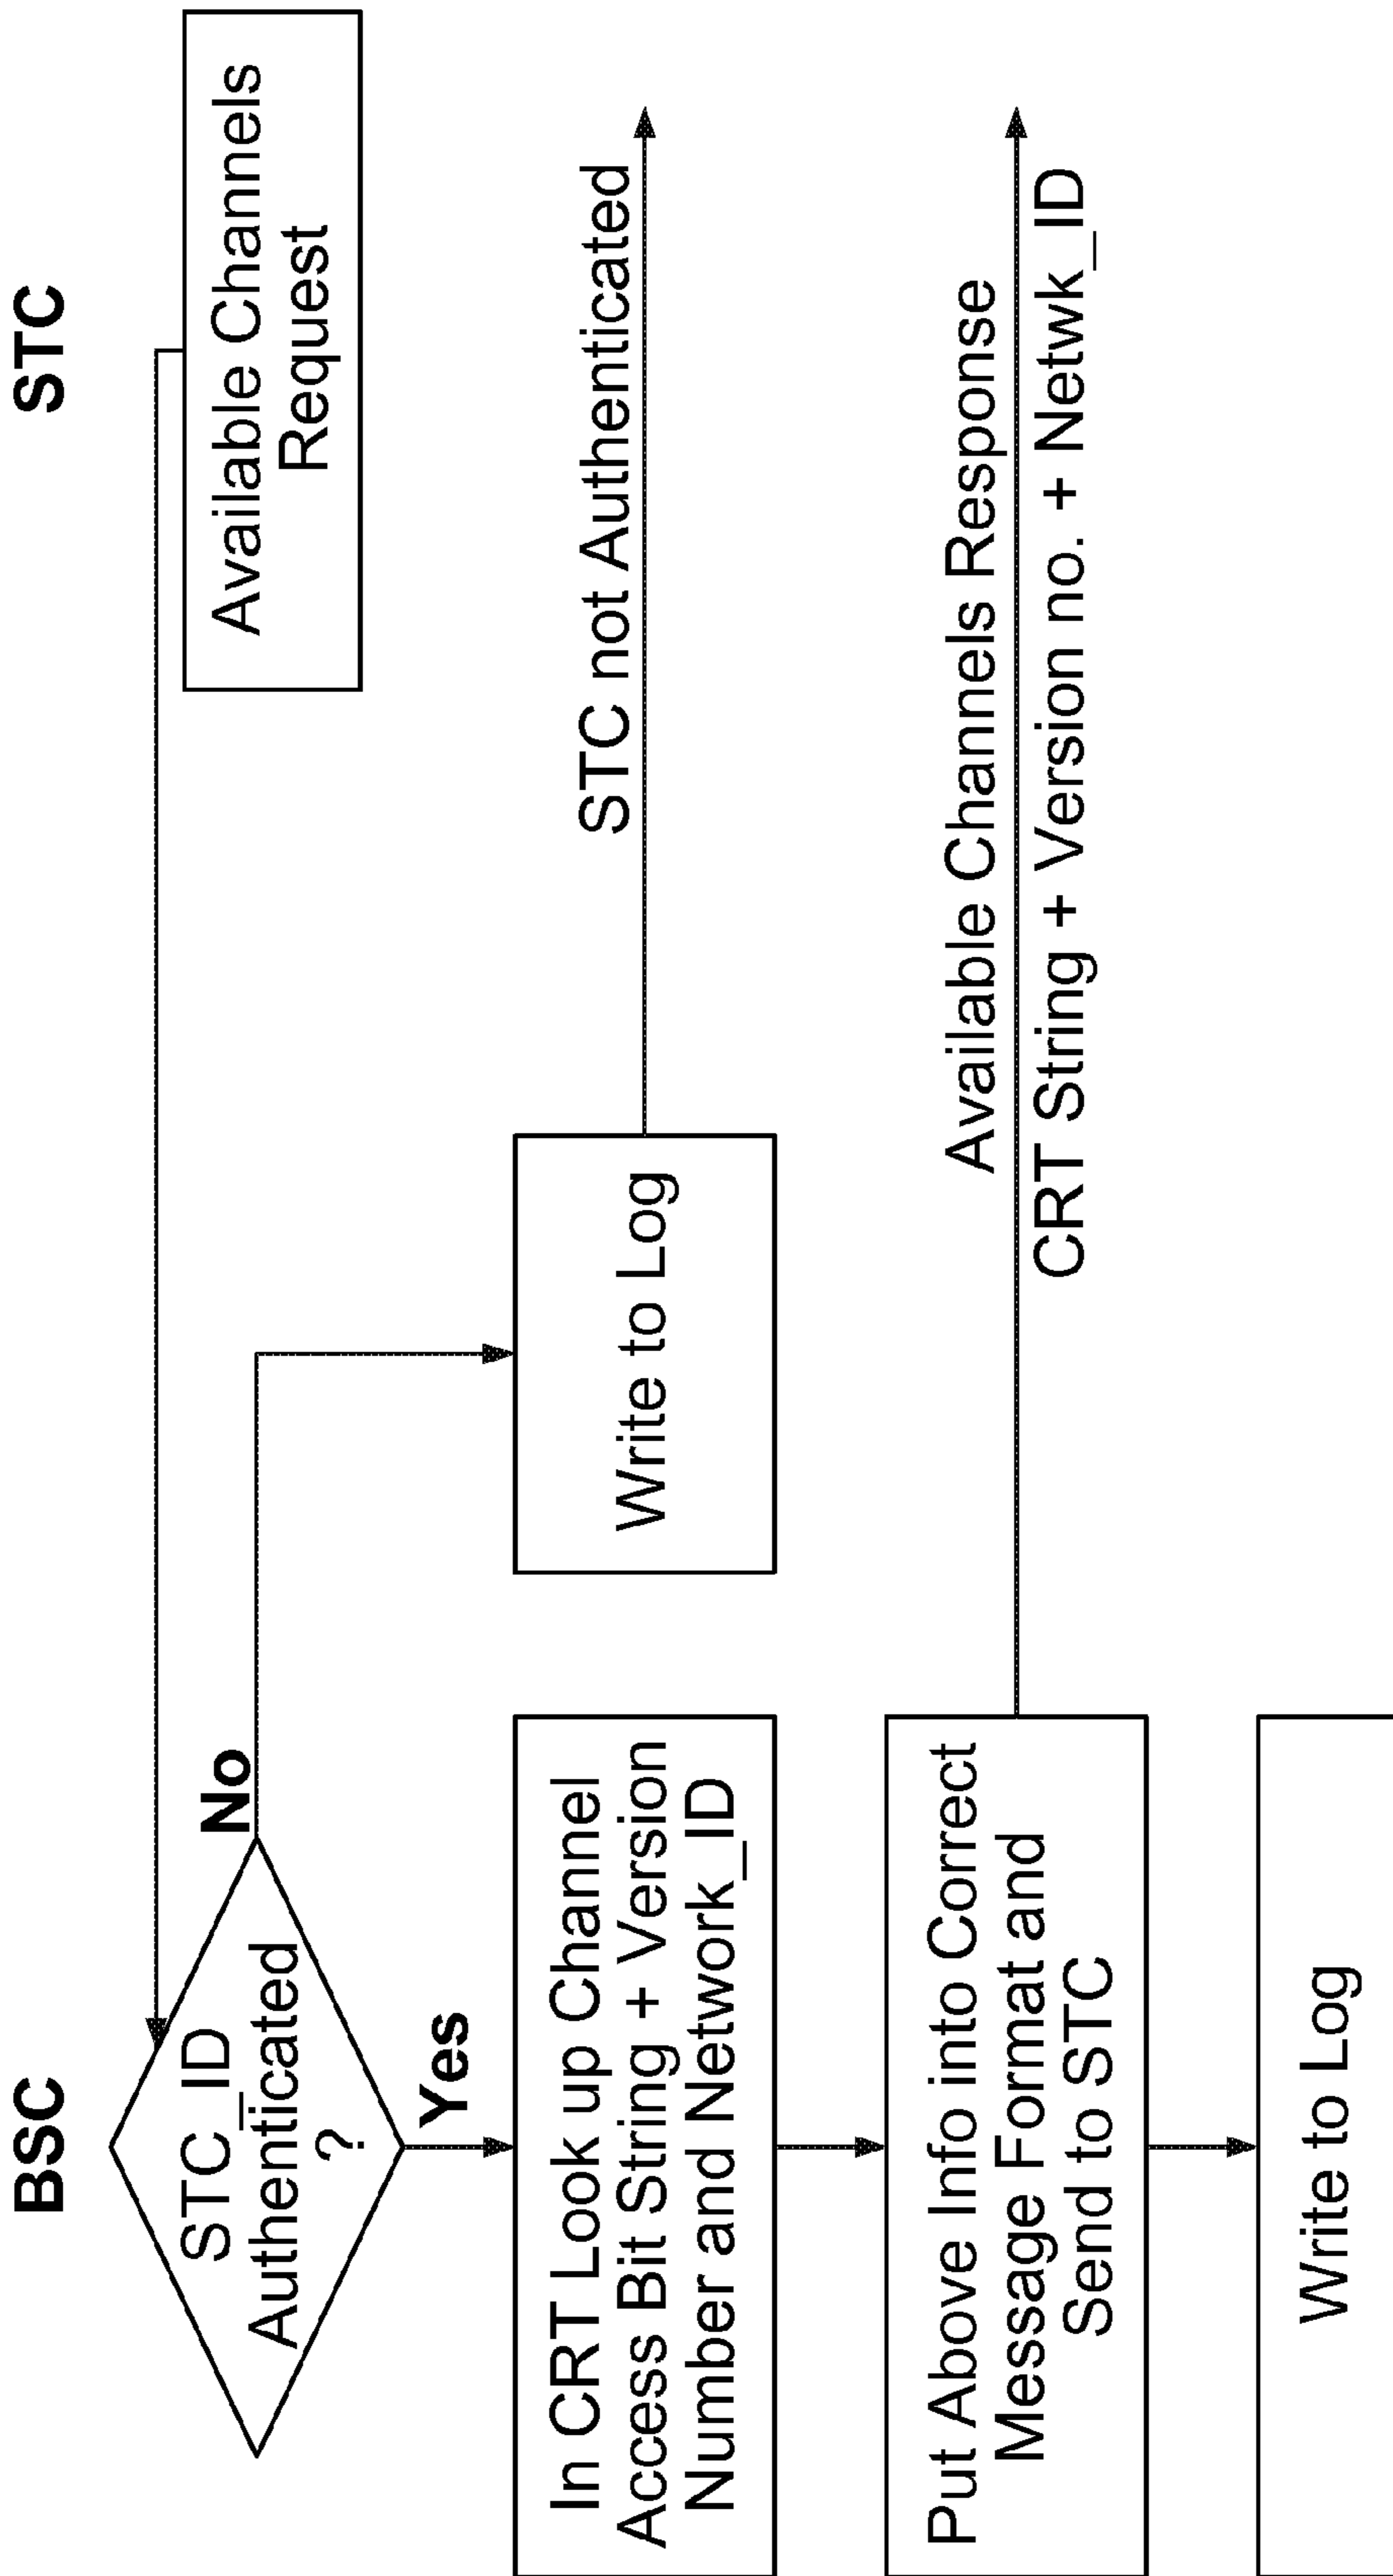 BSC
STC
Available Channels
Request
STC_ID
Authenticated
?
No
Yes
In CRT Look up Channel
Access Bit String + Version
Number and Network_ID
Write to Log
STC not Authenticated
Put Above Info into Correct
Message Format and
Send to STC
Available Channels Response
CRT String + Version no. + Netwk_ID
Write to Log